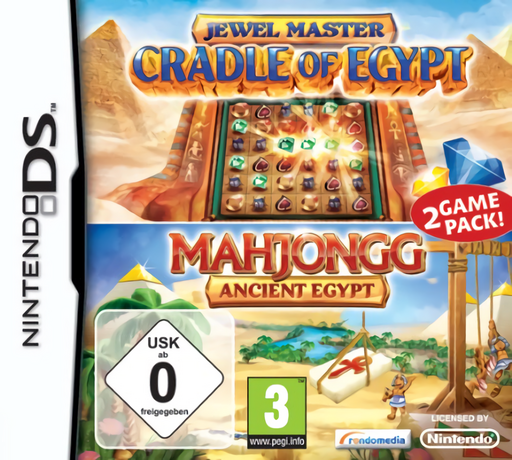 NINTENDO DS™
JEWEL MASTER
CRADLE OF EGYPT
2 GAME
PACK!
MAHJONGG
ANCIENT EGYPT
USK
ab
0
freigegeben
3
www.pegi.info
rondomedia
LICENSED BY
Nintendo